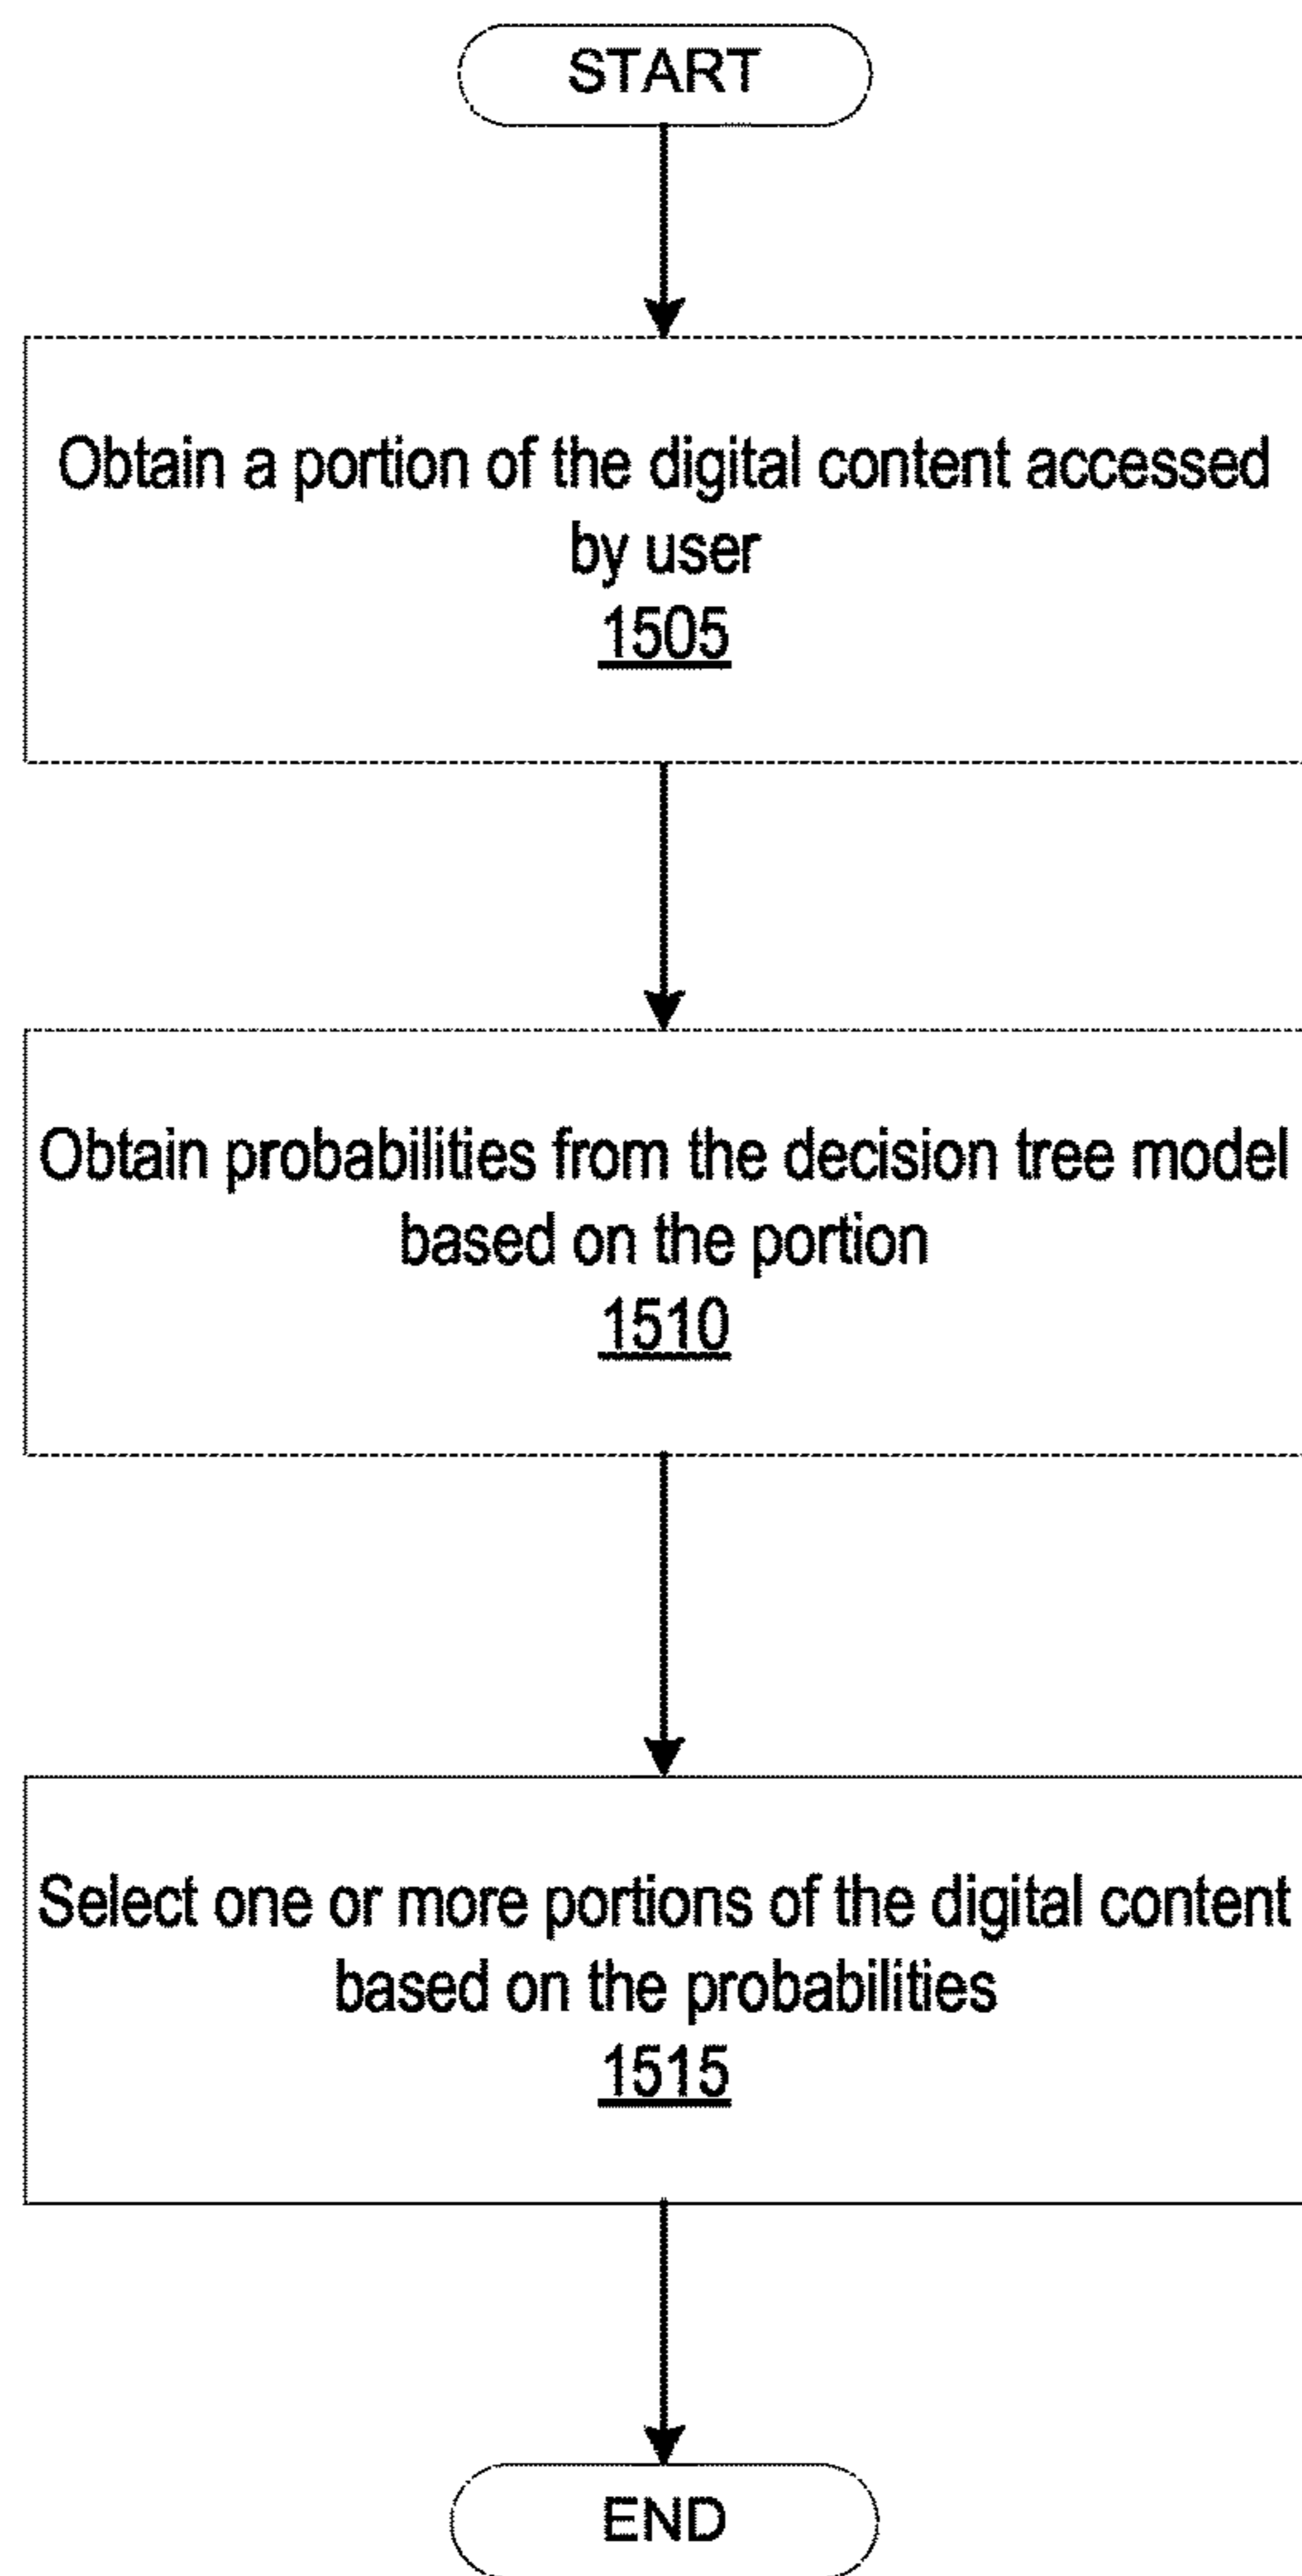 START
Obtain a portion of the digital content accessed
by user
1505
Obtain probabilities from the decision tree model
based on the portion
1510
Select one or more portions of the digital content
based on the probabilities
1515
END